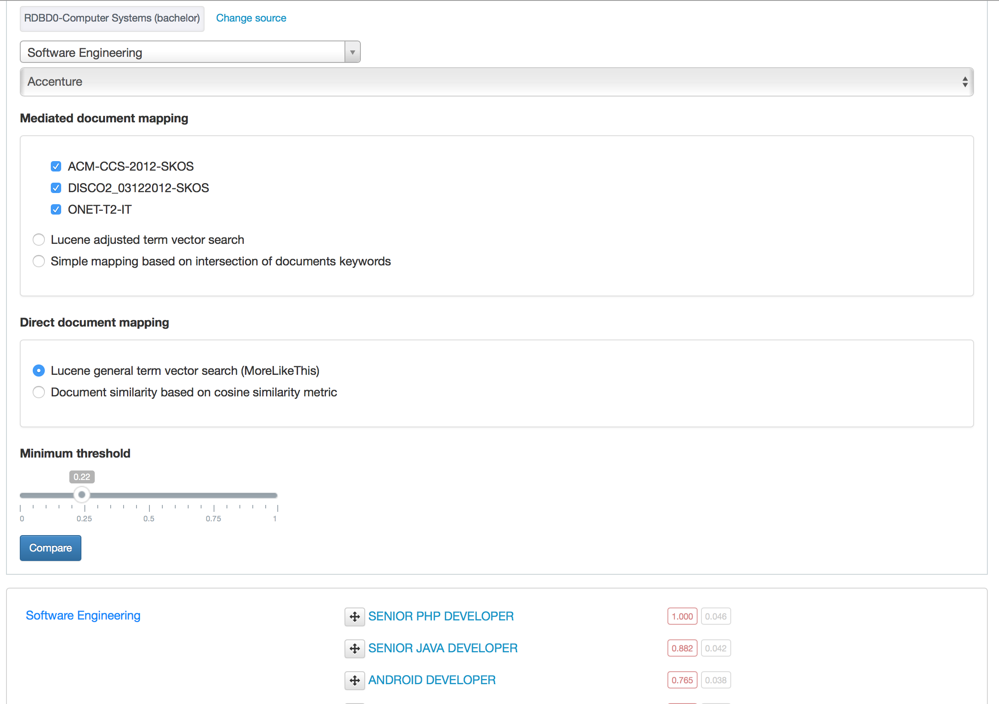 RDBD0-Computer Systems (bachelor) Change source
Software Engineering
Accenture
Mediated document mapping
ACM-CCS-2012-SKOS
DISCO2_03122012-SKOS
ONET-T2-IT
Lucene adjusted term vector search
Simple mapping based on intersection of documents keywords
Direct document mapping
Lucene general term vector search (MoreLikeThis)
Document similarity based on cosine similarity metric
Minimum threshold
0.22
0 0.25 0.5 0.75 1
Compare
Software Engineering SENIOR PHP DEVELOPER 1.000 0.046
SENIOR JAVA DEVELOPER 0.882 0.042
ANDROID DEVELOPER 0.765 0.038